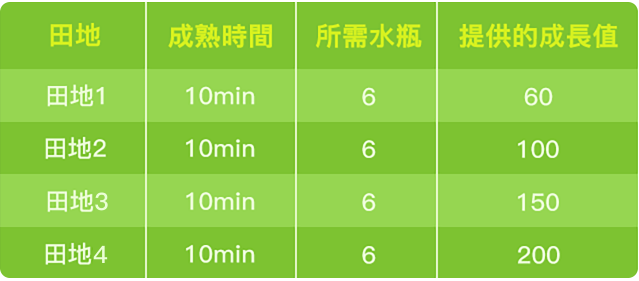 田地 成熟時間 所需水瓶 提供的成長值
田地1 10min 6 60
田地2 10min 6 100
田地3 10min 6 150
田地4 10min 6 200